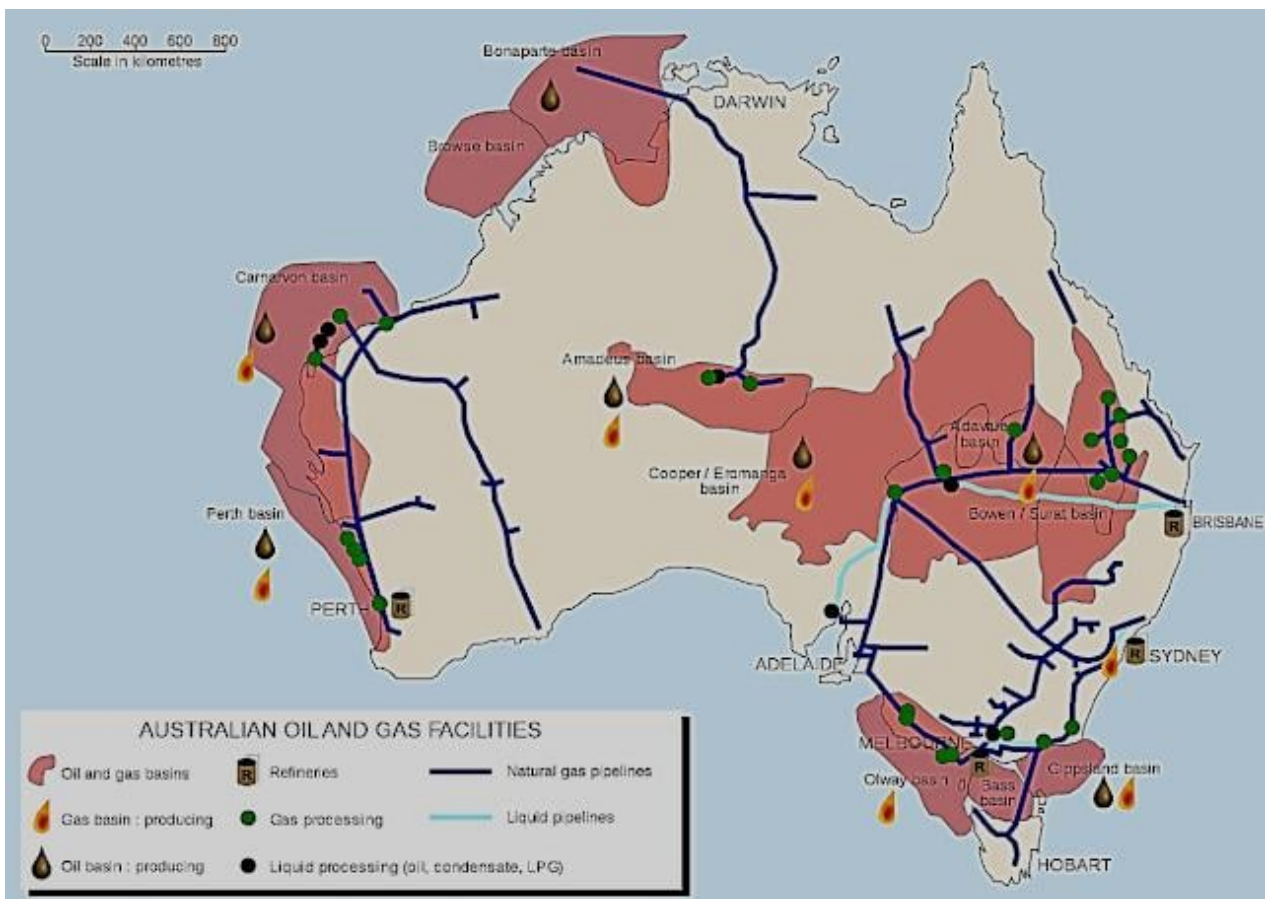 0 200 400 600 800
Scale in kilometres
Bonaparte basin
DARWIN
Browse basin
Carnarvon basin
Amadeus basin
Adavale
basin
Cooper / Eromanga
basin
Perth basin
Bowen / Surat basin
R
BRISBANE
PERTH
R
ADELAIDE
R
SYDNEY
MELBOURNE
R
Otway basin
Bass
basin
Gippsland basin
HOBART
AUSTRALIAN OIL AND GAS FACILITIES
Oil and gas basins
R
Refineries
Natural gas pipelines
Gas basin : producing
Gas processing
Liquid pipelines
Oil basin : producing
Liquid processing (oil, condensate, LPG)